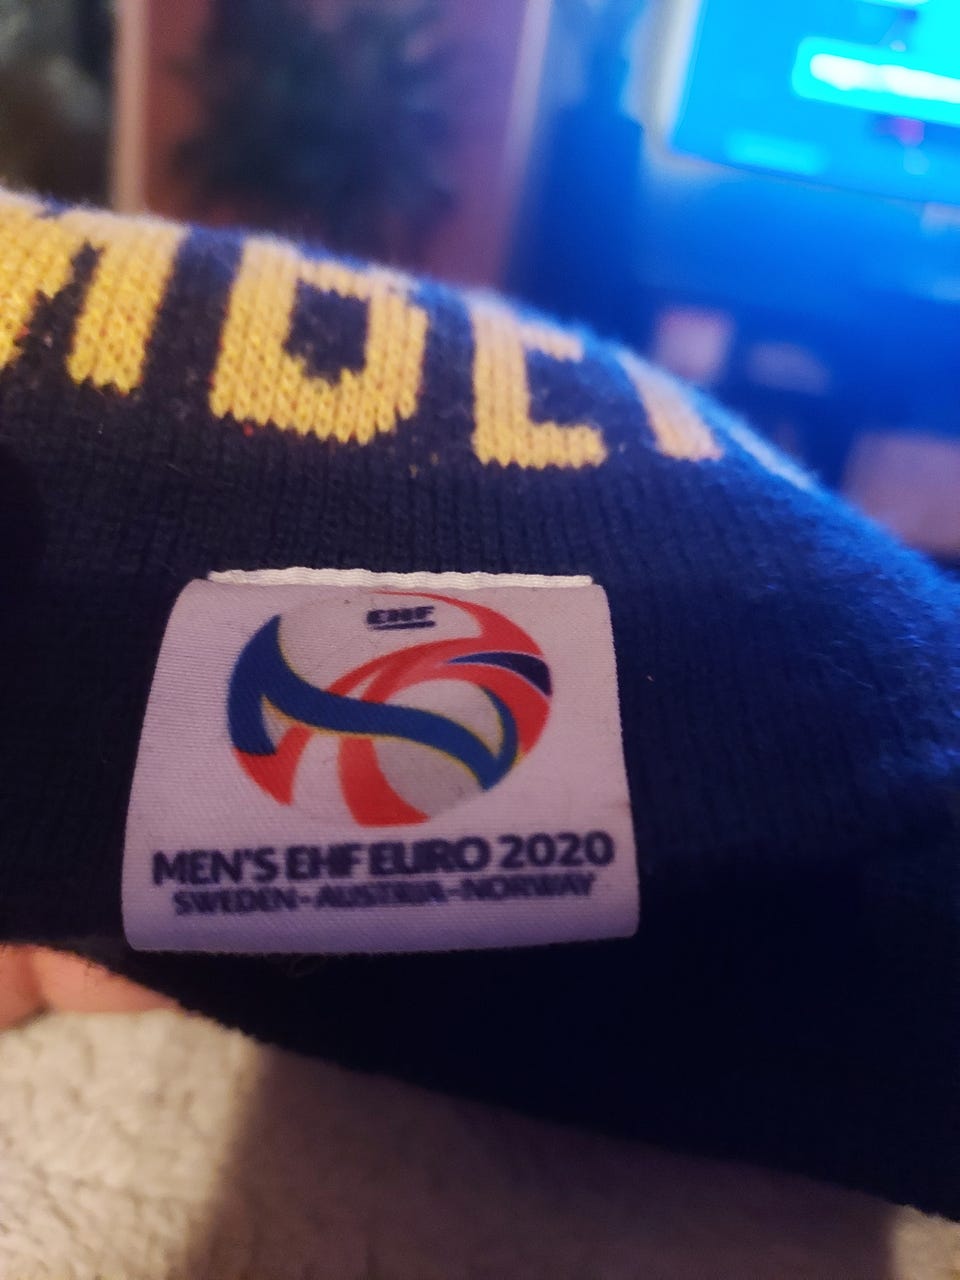 EHF
MEN'S EHF EURO 2020
SWEDEN-AUSTRIA-NORWAY